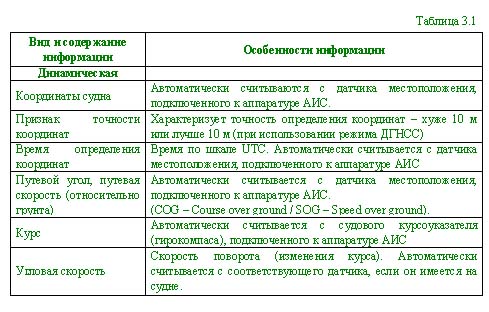 Таблица 3.1
Вид и содержание
информации
Особенности информации
Динамическая
Координаты судна
Автоматически считываются с датчика местоположения,
подключенного к аппаратуре АИС.
Признак точности
координат
Характеризует точность определения координат – хуже 10 м
или лучше 10 м (при использовании режима ДГНСС)
Время определения
координат
Время по шкале UTC. Автоматически считывается с датчика
местоположения, подключенного к аппаратуре АИС
Путевой угол, путевая
скорость (относительно
грунта)
Автоматически считывается с датчика местоположения,
подключенного к аппаратуре АИС.
(COG – Course over ground / SOG – Speed over ground).
Курс
Автоматически считывается с судового курсоуказателя
(гирокомпаса), подключенного к аппаратуре АИС
Угловая скорость
Скорость поворота (изменения курса). Автоматически
считывается с соответствующего датчика, если он имеется на
судне.